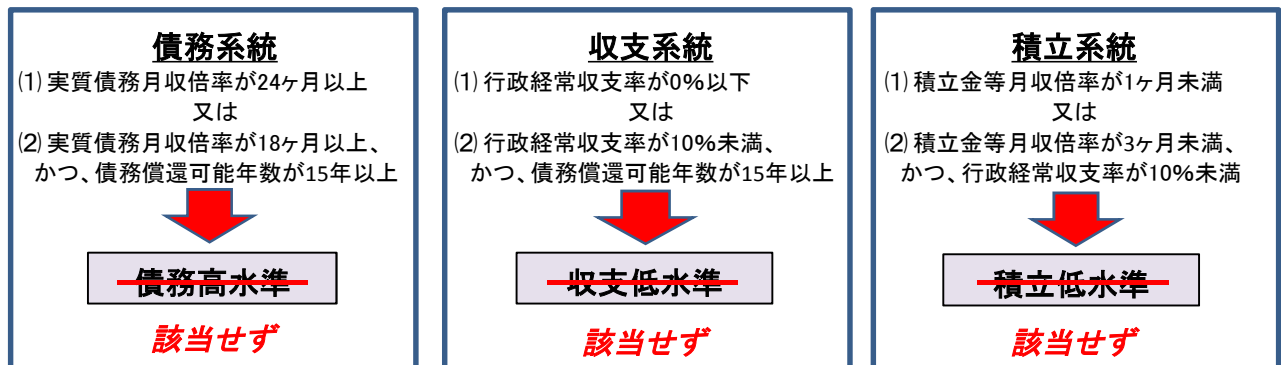 債務系統
⑴ 実質債務月収倍率が24ヶ月以上
又は
⑵ 実質債務月収倍率が18ヶ月以上、
かつ、債務償還可能年数が15年以上
債務高水準
該当せず
収支系統
⑴ 行政経常収支率が0%以下
又は
⑵ 行政経常収支率が10%未満、
かつ、債務償還可能年数が15年以上
収支低水準
該当せず
積立系統
⑴ 積立金等月収倍率が1ヶ月未満
又は
⑵ 積立金等月収倍率が3ヶ月未満、
かつ、行政経常収支率が10%未満
積立低水準
該当せず